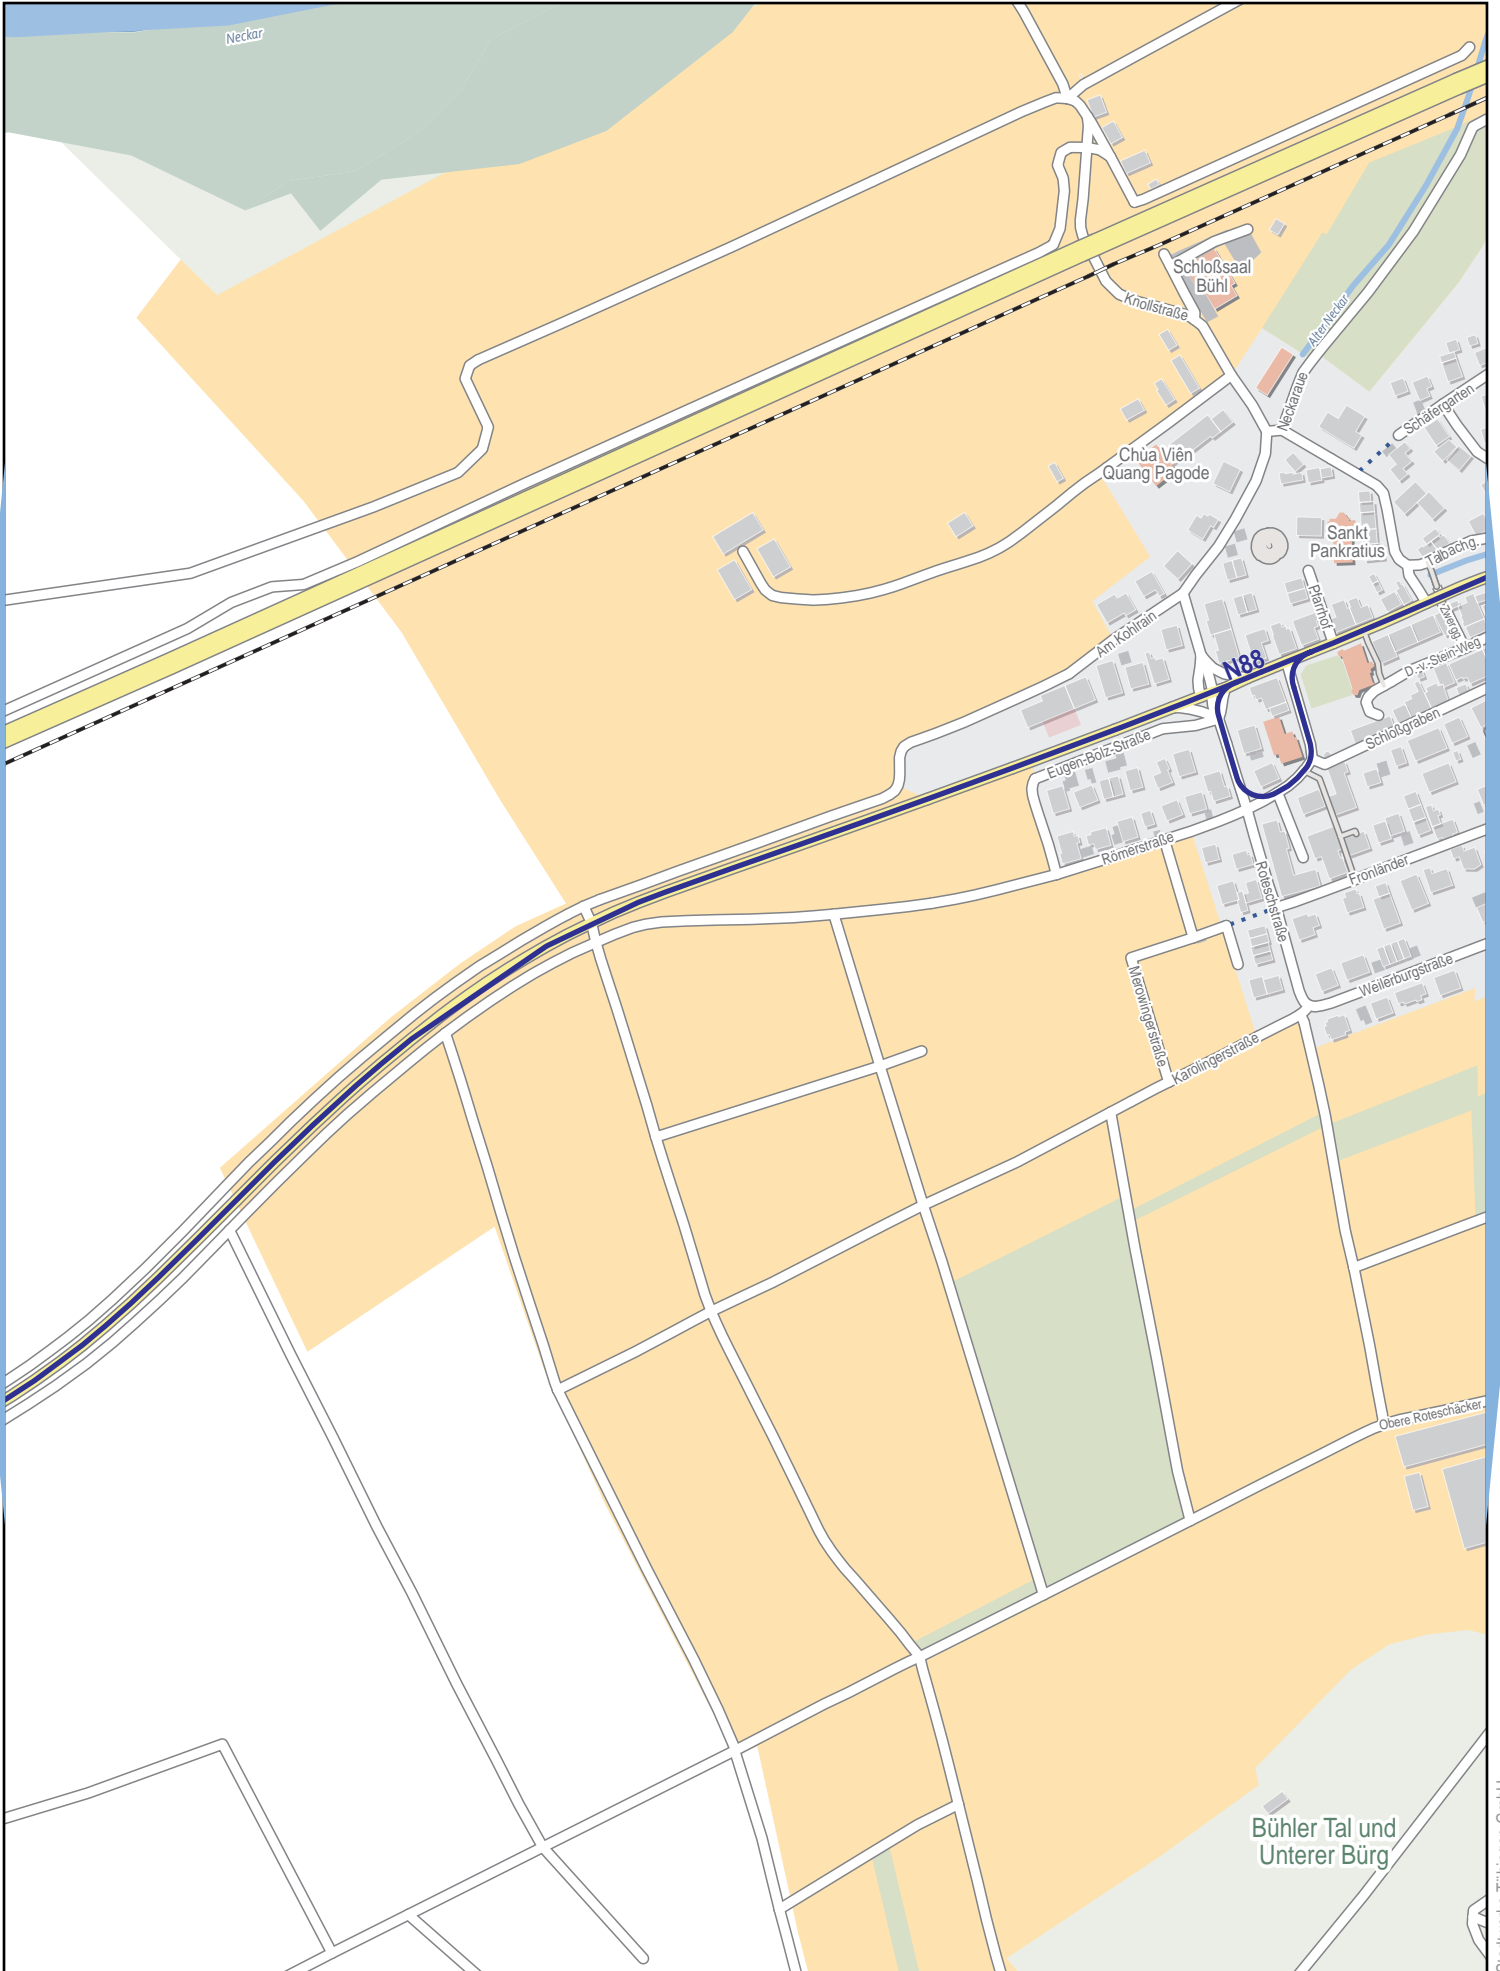 Neckar
Schloßsaal
Bühl
Knollstraße
Alter Neckar
Neckaraue
Schäfergarten
Chùa Viên
Quang Pagode
Sankt
Pankratius
Talbachg.
Pfarrhof
Zwergg.
Am Kohlrain
N88
D.-v.-Stein-Weg
Schloßgraben
Eugen-Bolz-Straße
Römerstraße
Fronländer
Roteschstraße
Weilerburgstraße
Merowingerstraße
Karolingerstraße
Obere Roteschäcker
Bühler Tal und
Unterer Bürg